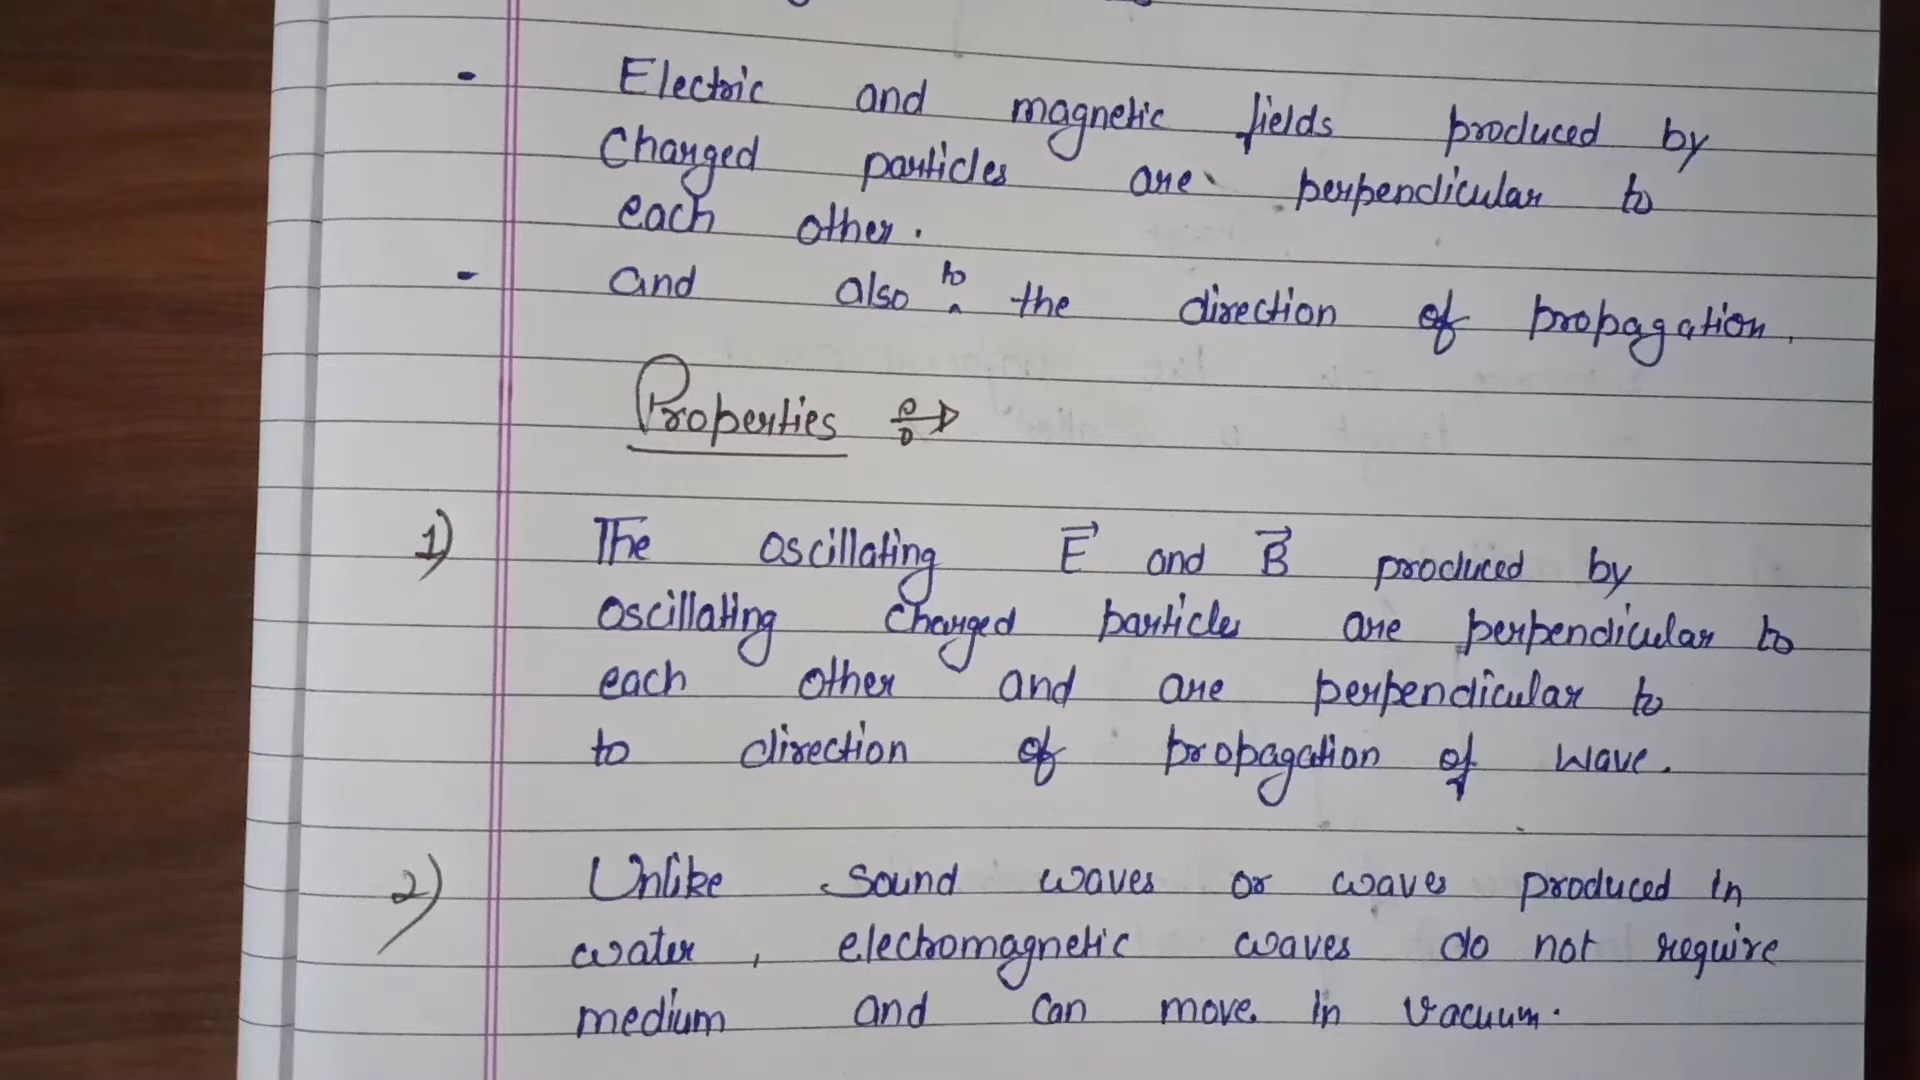 - Electric and magnetic fields produced by
charged particles are perpendicular to
each other.
- and also to the direction of propagation.
Properties
1) The oscillating E⃗ and B⃗ produced by
oscillating charged particles are perpendicular to
each other and are perpendicular to
to direction of propagation of wave.
2) Unlike sound waves or waves produced in
water, electromagnetic waves do not require
medium and can move in vacuum.